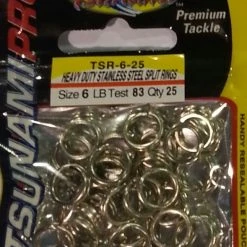 Premium
Tackle
TSR-6-25
HEAVY DUTY STAINLESS STEEL SPLIT RINGS
Size 6 LB Test 83 Qty 25
TSUNAMI PRO
HANDY RESEALABLE